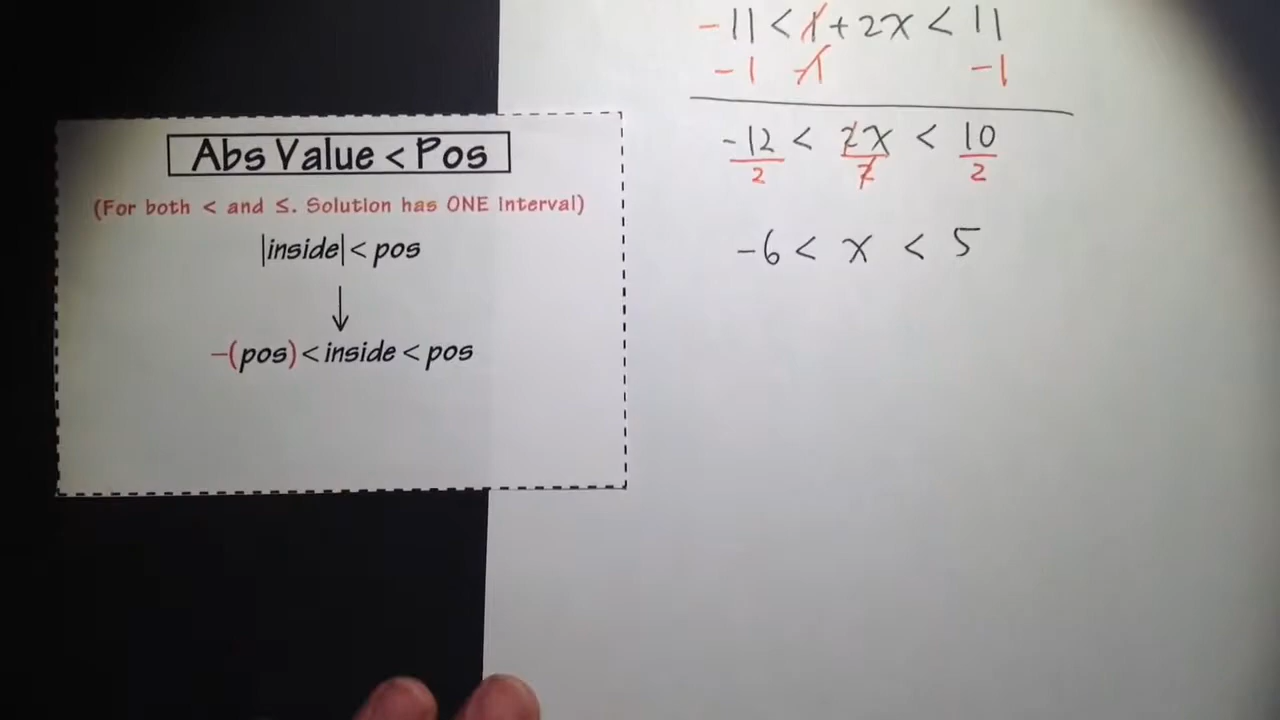 Abs Value < Pos
(For both < and ≤. Solution has ONE Interval)
|inside| < pos
↓
-(pos) < inside < pos
-11 < 1 + 2x < 11
-1 -1 -1
-12 < 2x < 10
2 2 2
-6 < x < 5